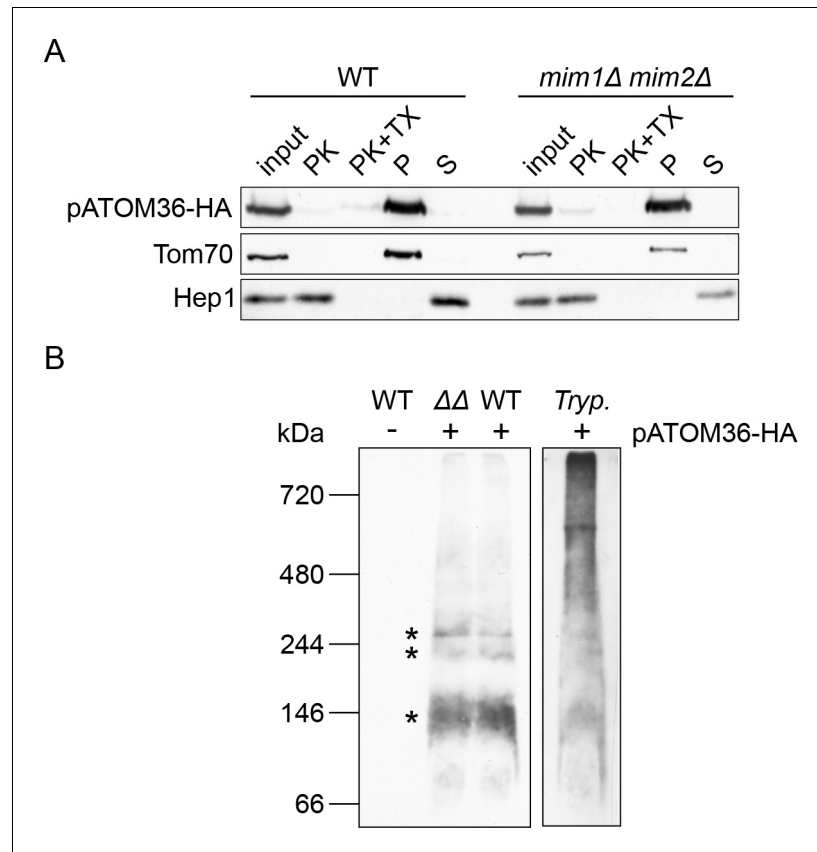 A
WT mim1Δ mim2Δ
input PK PK+TX P S input PK PK+TX P S
pATOM36-HA
Tom70
Hep1
B
WT ΔΔ WT Tryp.
kDa - + + + pATOM36-HA
720
480
*
244
*
146 *
66